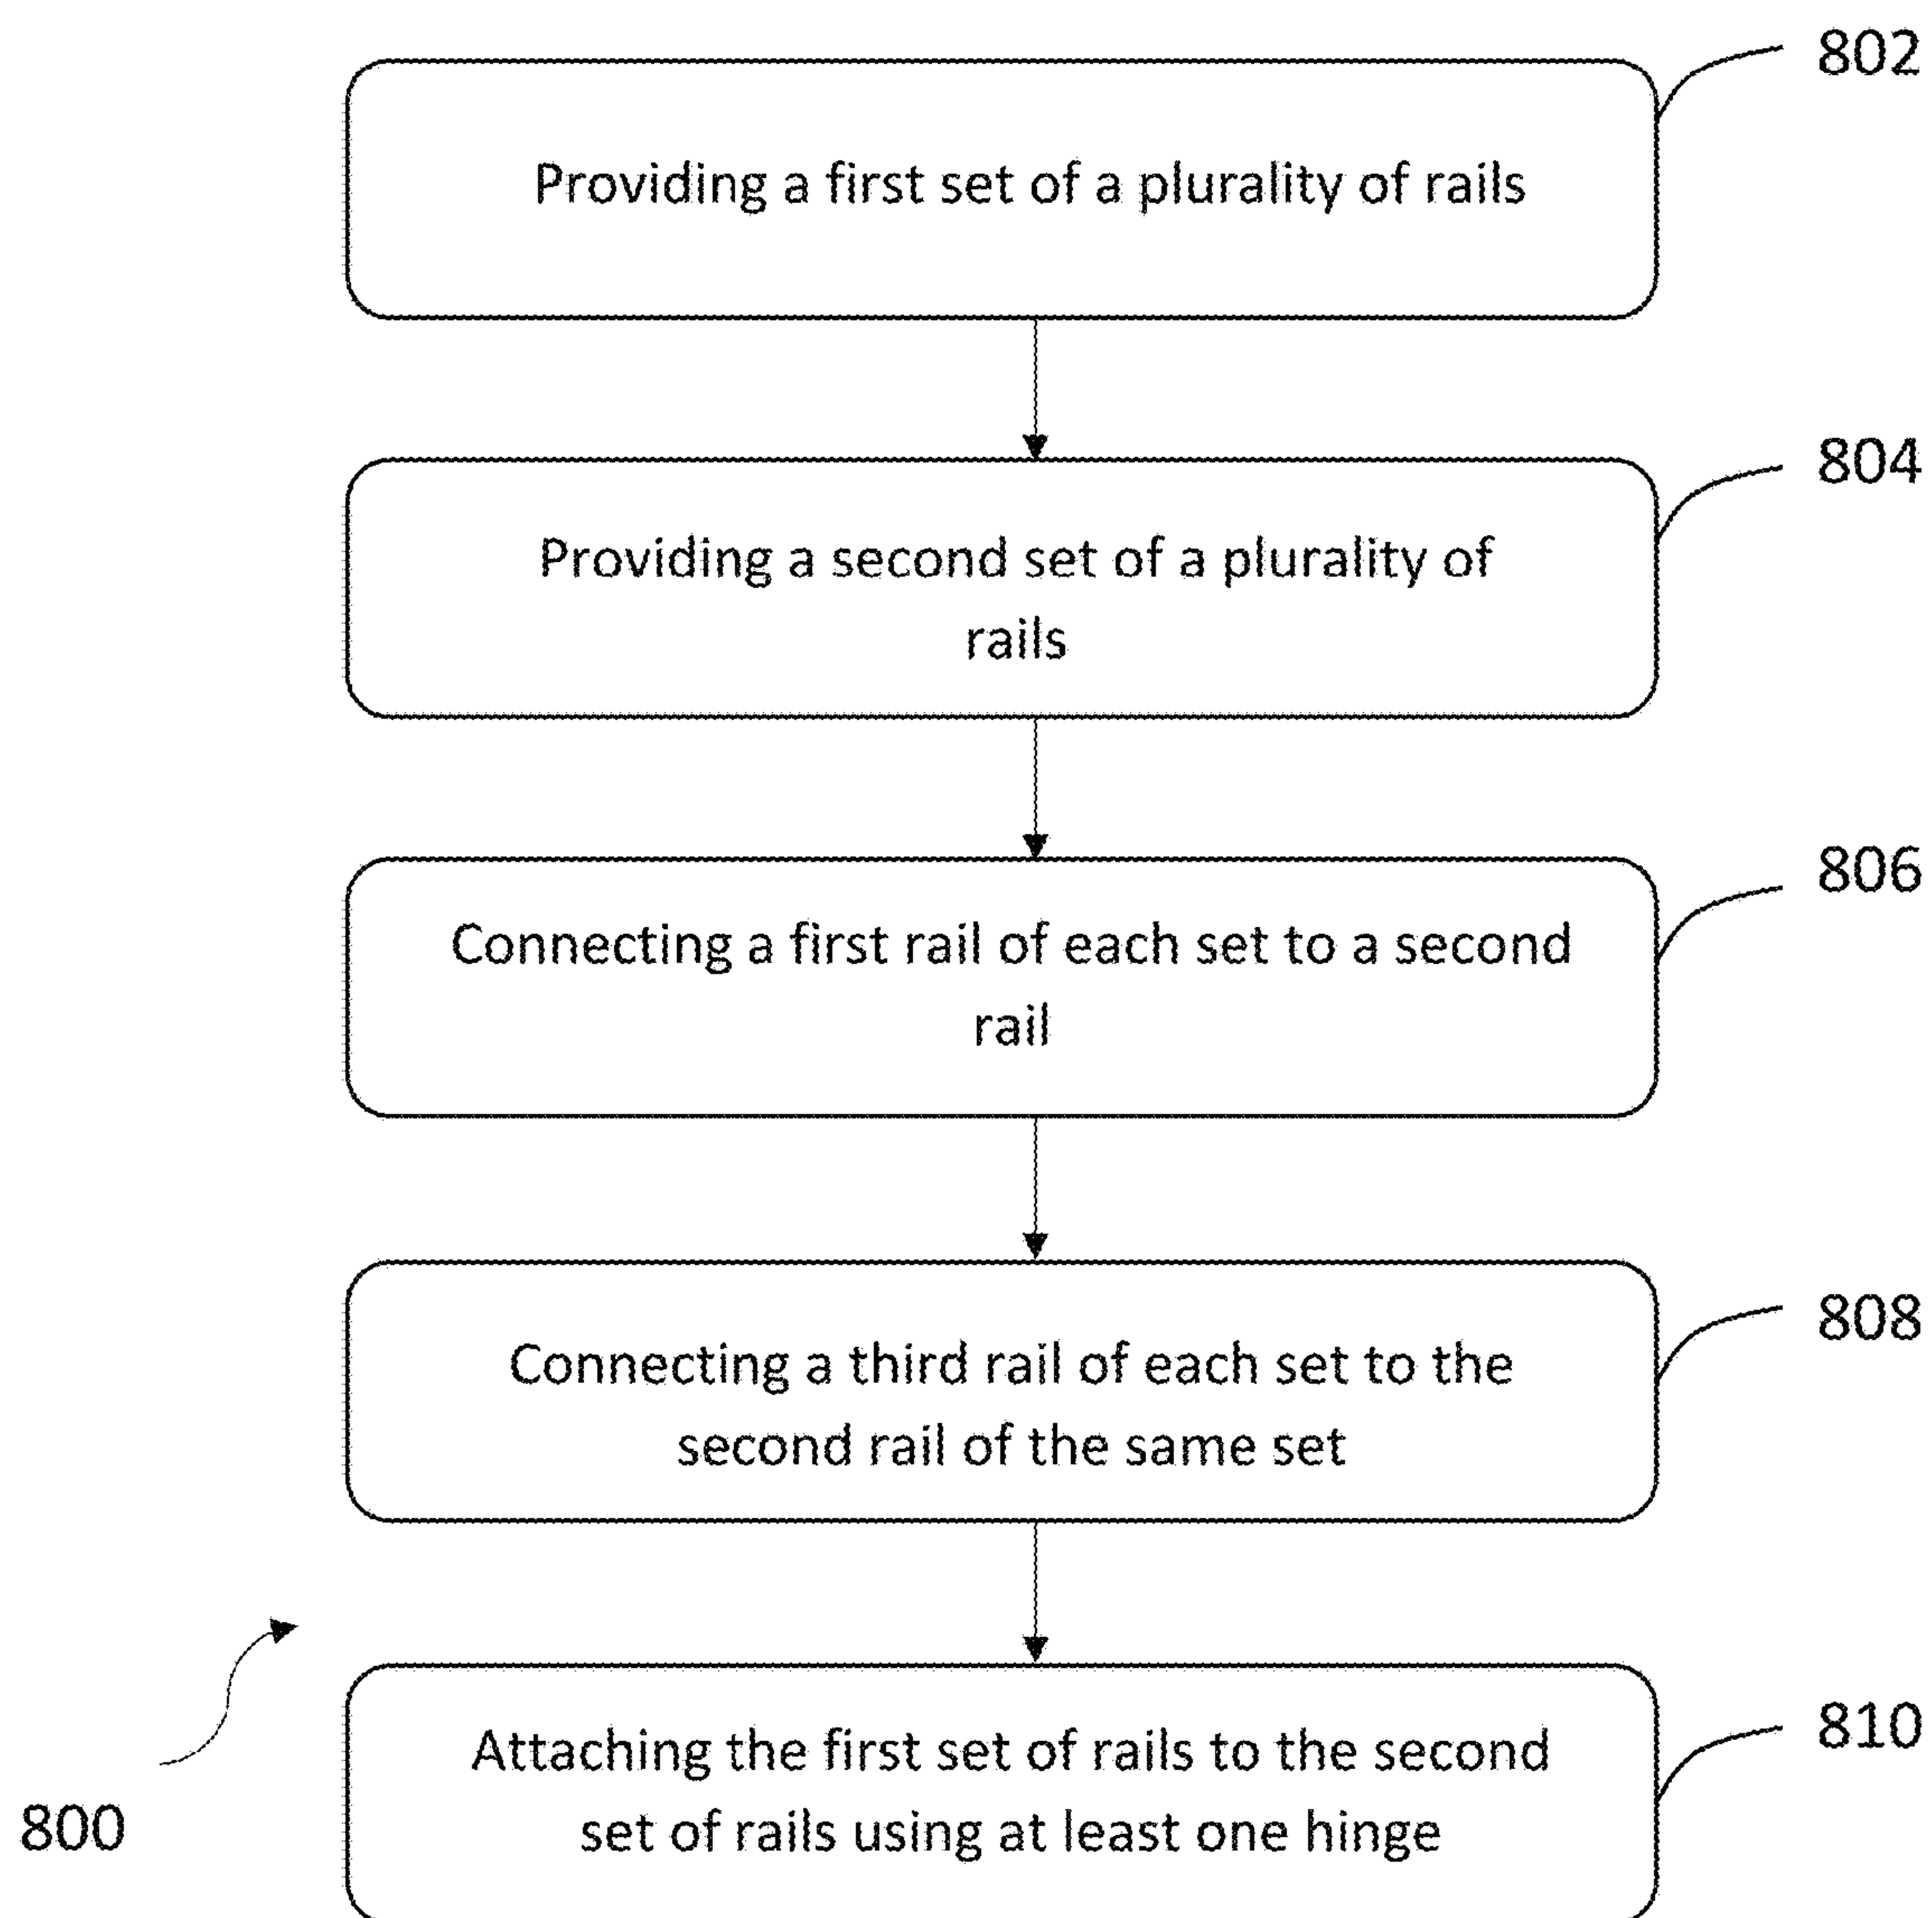 802
Providing a first set of a plurality of rails
804
Providing a second set of a plurality of
rails
806
Connecting a first rail of each set to a second
rail
808
Connecting a third rail of each set to the
second rail of the same set
810
Attaching the first set of rails to the second
set of rails using at least one hinge
800